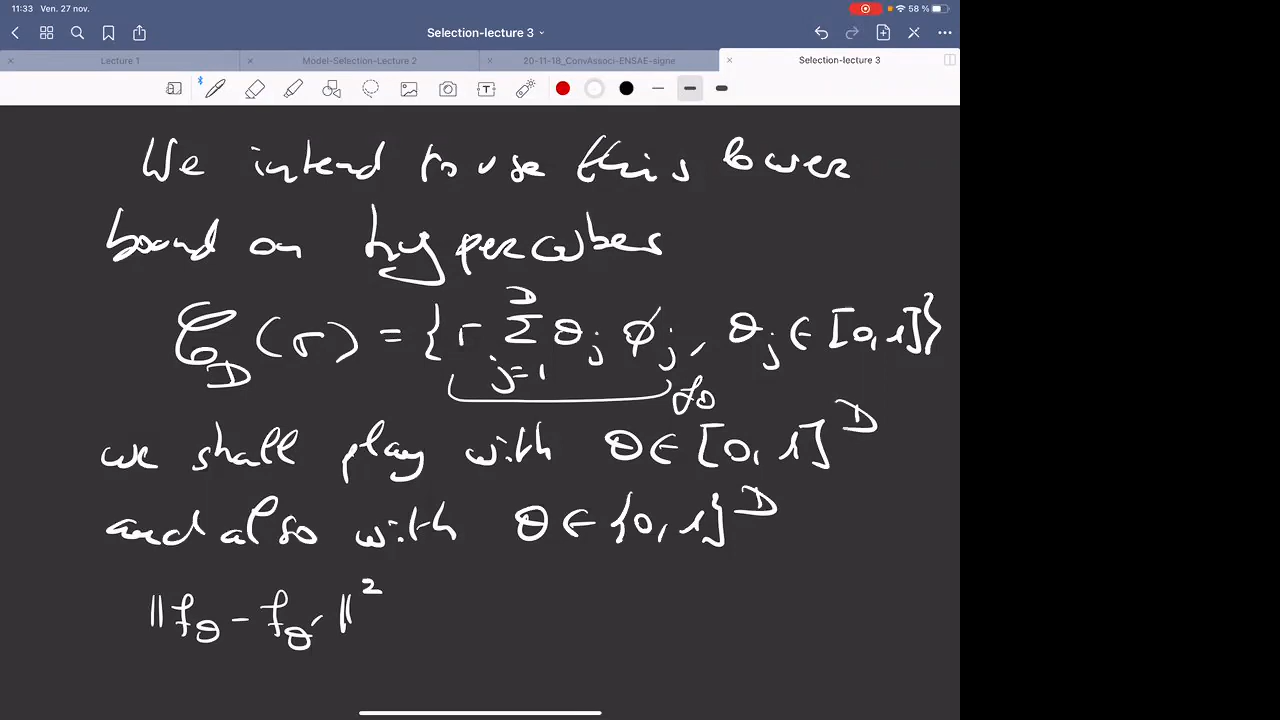 11:33 Ven. 27 nov. 58 %
Selection-lecture 3
Lecture 1 Model-Selection-Lecture 2 20-11-18_ConvAssoci-ENSAE-signe Selection-lecture 3
We intend to use this lower
bound on hypercubes
𝒞_D(r) = { r Σ_{j=1}^D θ_j ϕ_j, θ_j ∈ [0,1] }
f_θ
we shall play with θ ∈ [0,1]^D
and also with θ ∈ {0,1}^D
‖f_θ - f_θ'‖²